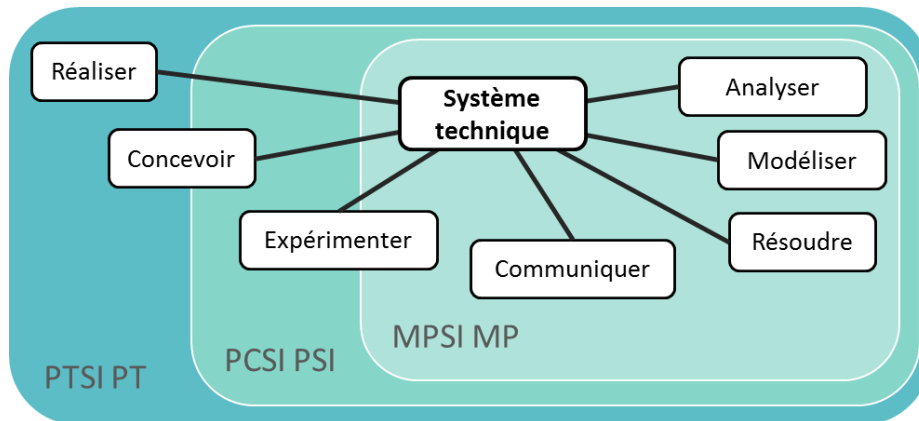 Réaliser
Système
technique
Analyser
Concevoir
Modéliser
Expérimenter
Communiquer
Résoudre
MPSI MP
PCSI PSI
PTSI PT